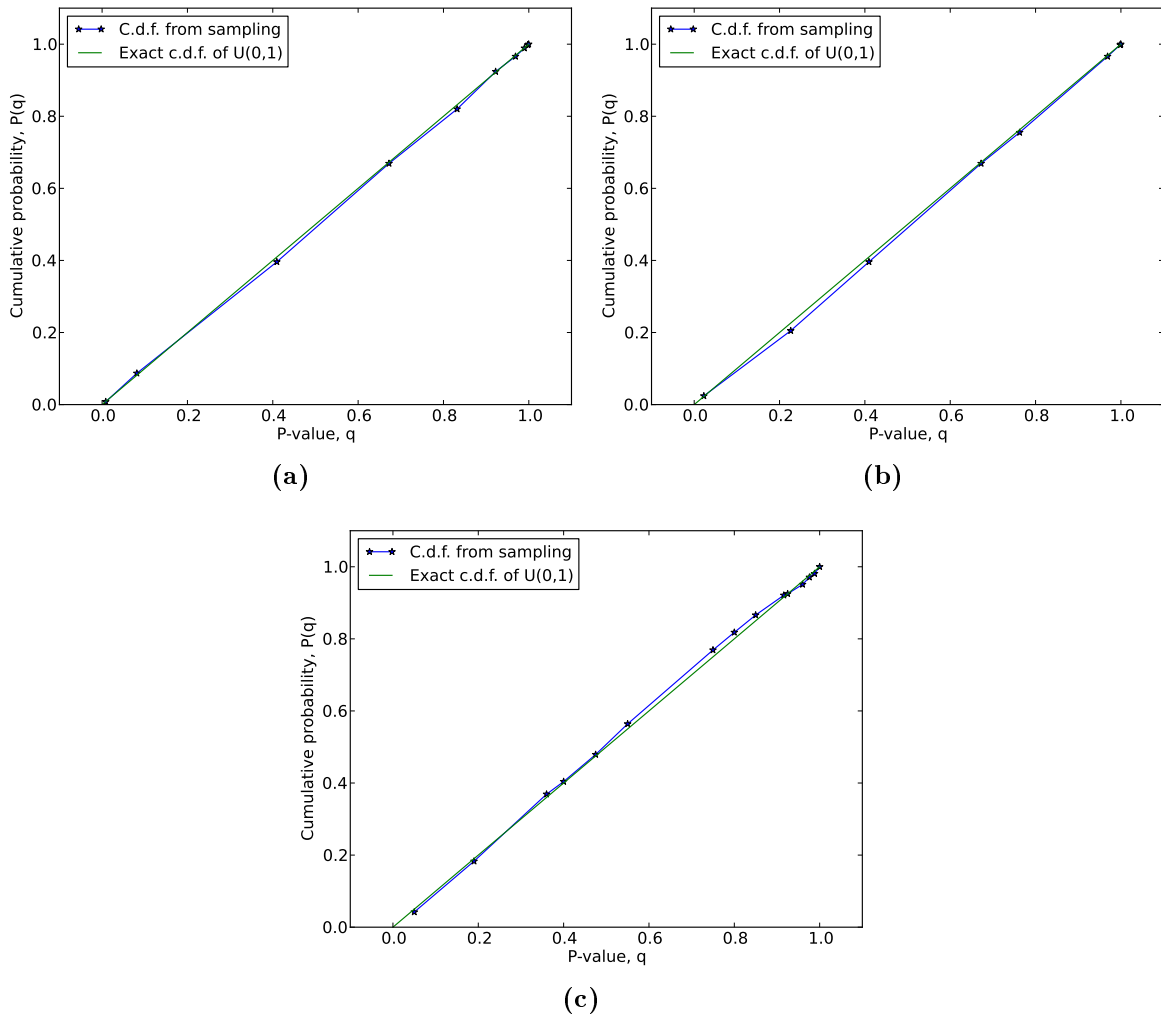 C.d.f. from sampling
Exact c.d.f. of U(0,1)
1.0
0.8
0.6
0.4
0.2
0.0
Cumulative probability, P(q)
0.0 0.2 0.4 0.6 0.8 1.0
P-value, q
(a)
C.d.f. from sampling
Exact c.d.f. of U(0,1)
1.0
0.8
0.6
0.4
0.2
0.0
Cumulative probability, P(q)
0.0 0.2 0.4 0.6 0.8 1.0
P-value, q
(b)
C.d.f. from sampling
Exact c.d.f. of U(0,1)
1.0
0.8
0.6
0.4
0.2
0.0
Cumulative probability, P(q)
0.0 0.2 0.4 0.6 0.8 1.0
P-value, q
(c)